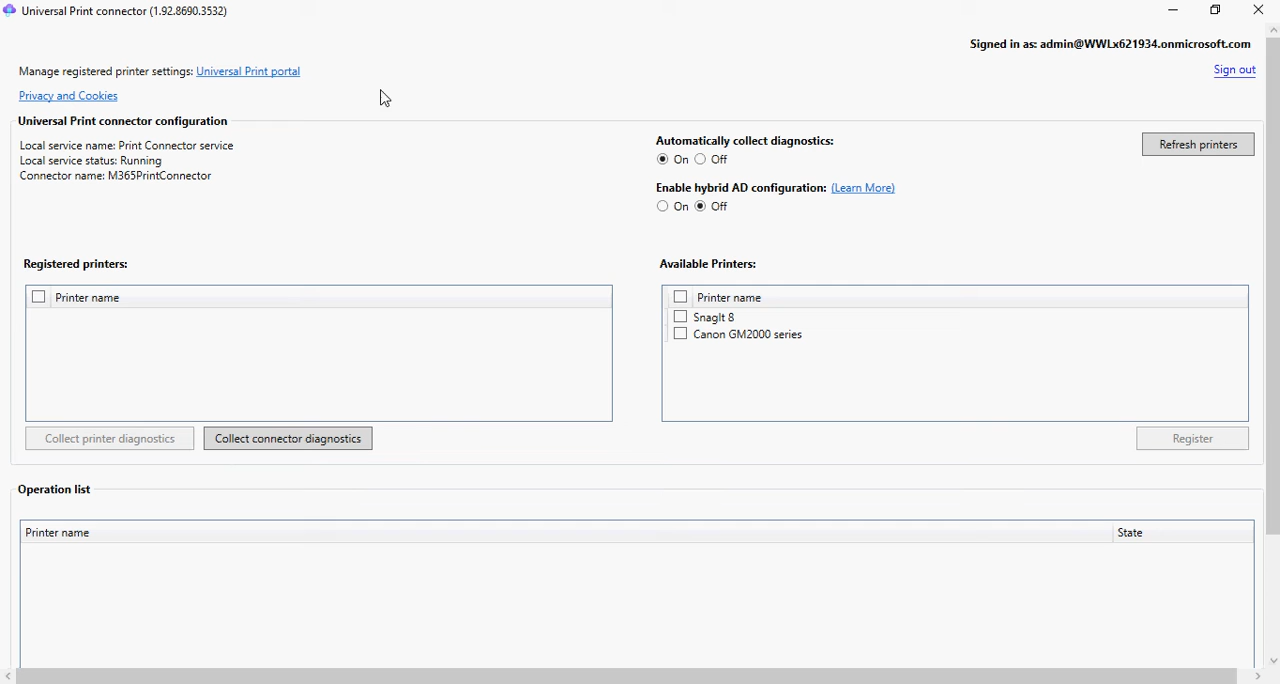 Universal Print connector (1.92.8690.3532)
Signed in as: admin@WWLx621934.onmicrosoft.com
Manage registered printer settings: Universal Print portal
Sign out
Privacy and Cookies
Universal Print connector configuration
Local service name: Print Connector service
Local service status: Running
Connector name: M365PrintConnector
Automatically collect diagnostics:
On Off
Enable hybrid AD configuration: (Learn More)
On Off
Refresh printers
Registered printers:
Printer name
Collect printer diagnostics
Collect connector diagnostics
Available Printers:
Printer name
SnagIt 8
Canon GM2000 series
Register
Operation list
Printer name State